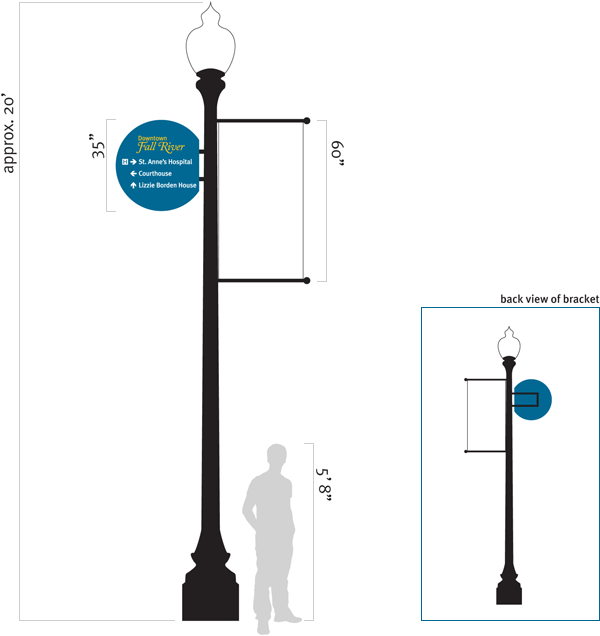 approx. 20'
35"
Downtown
Fall River
H → St. Anne's Hospital
← Courthouse
↑ Lizzie Borden House
60"
5' 8"
back view of bracket